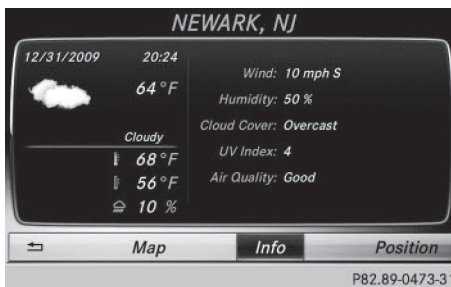 NEWARK, NJ
12/31/2009 20:24
64°F
Cloudy
68°F
56°F
10 %
Wind: 10 mph S
Humidity: 50 %
Cloud Cover: Overcast
UV Index: 4
Air Quality: Good
Map Info Position
P82.89-0473-31